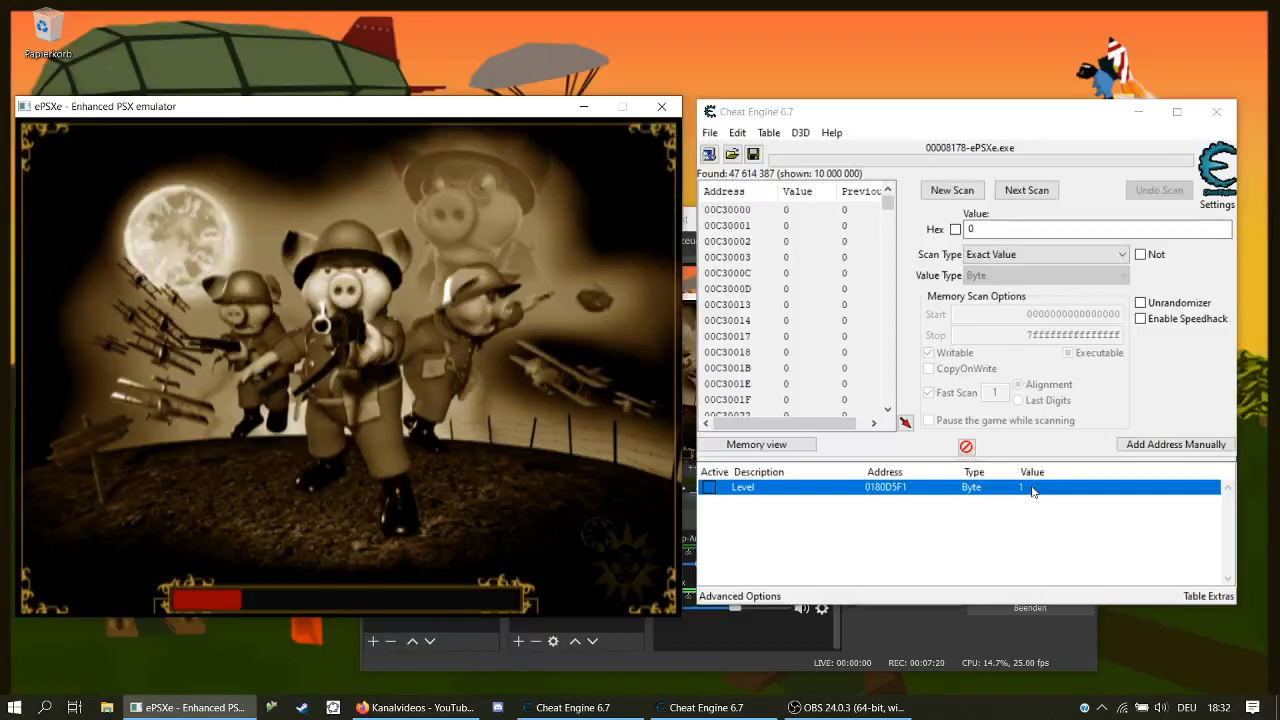 Papierkorb
ePSXe - Enhanced PSX emulator
Cheat Engine 6.7
File Edit Table D3D Help
00008178-ePSXe.exe
Found: 47 614 387 (shown: 10 000 000)
Address Value Previou
00C30000 0 0
00C30001 0 0
00C30002 0 0
00C30003 0 0
00C3000C 0 0
00C3000D 0 0
00C30013 0 0
00C30014 0 0
00C30017 0 0
00C30018 0 0
00C3001B 0 0
00C3001E 0 0
00C3001F 0 0
00C30022 0 0
New Scan Next Scan Undo Scan
Settings
Value:
Hex 0
Scan Type Exact Value Not
Value Type Byte
Memory Scan Options
Start 0000000000000000
Stop 7fffffffffffffff
Unrandomizer
Enable Speedhack
Writable Executable
CopyOnWrite
Fast Scan 1 Alignment
Last Digits
Pause the game while scanning
Memory view Add Address Manually
Active Description Address Type Value
Level 0180D5F1 Byte 1
Advanced Options Table Extras
Beenden
LIVE: 00:00:00 REC: 00:07:20 CPU: 14.7%, 25.00 fps
ePSXe - Enhanced PS... Kanalvideos - YouTub... Cheat Engine 6.7 Cheat Engine 6.7 OBS 24.0.3 (64-bit, wi... DEU 18:32